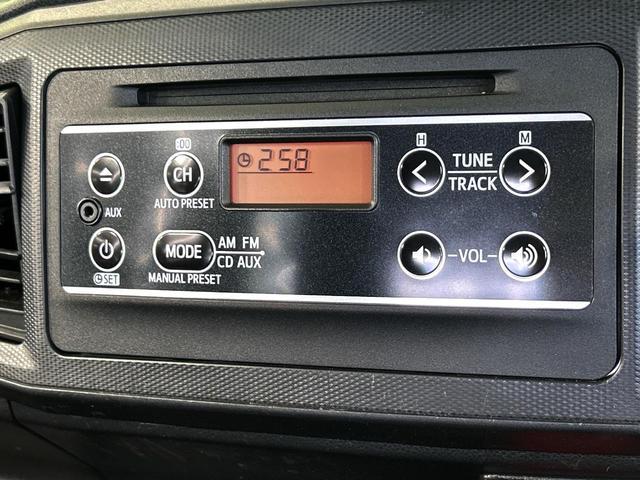 :00 H M
CH
2:58
TUNE
TRACK
AUTO PRESET
AUX
MODE
AM FM
CD AUX
VOL
SET
MANUAL PRESET